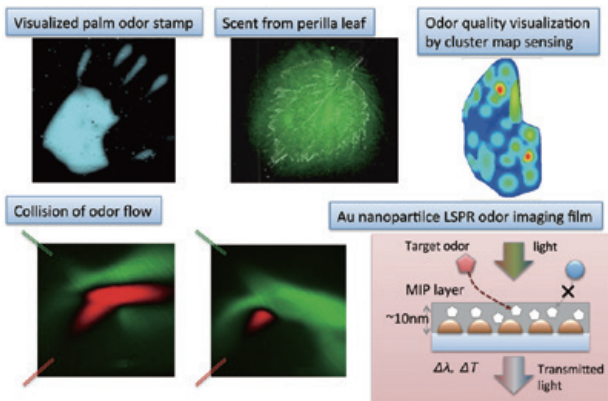 Visualized palm odor stamp
Scent from perilla leaf
Odor quality visualization
by cluster map sensing
Collision of odor flow
Au nanopartilce LSPR odor imaging film
Target odor
light
MIP layer
~10nm
Δλ, ΔT
Transmitted
light